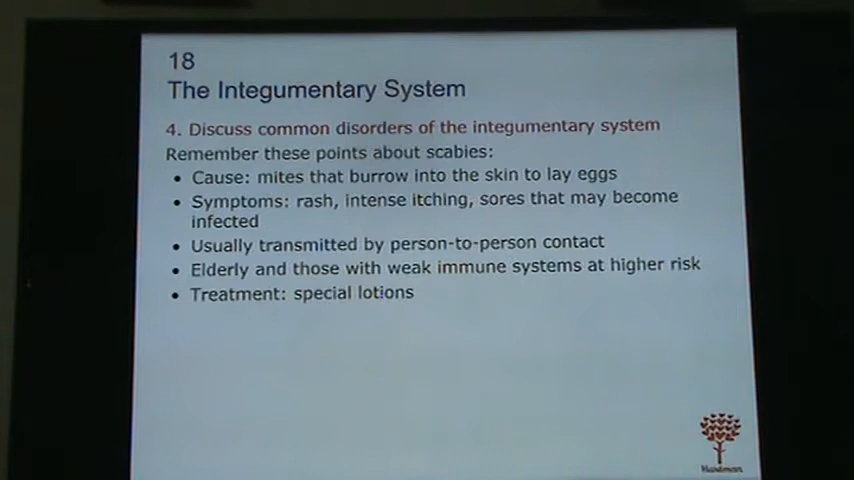 18
The Integumentary System
4. Discuss common disorders of the integumentary system
Remember these points about scabies:
• Cause: mites that burrow into the skin to lay eggs
• Symptoms: rash, intense itching, sores that may become
infected
• Usually transmitted by person-to-person contact
• Elderly and those with weak immune systems at higher risk
• Treatment: special lotions
Hartman